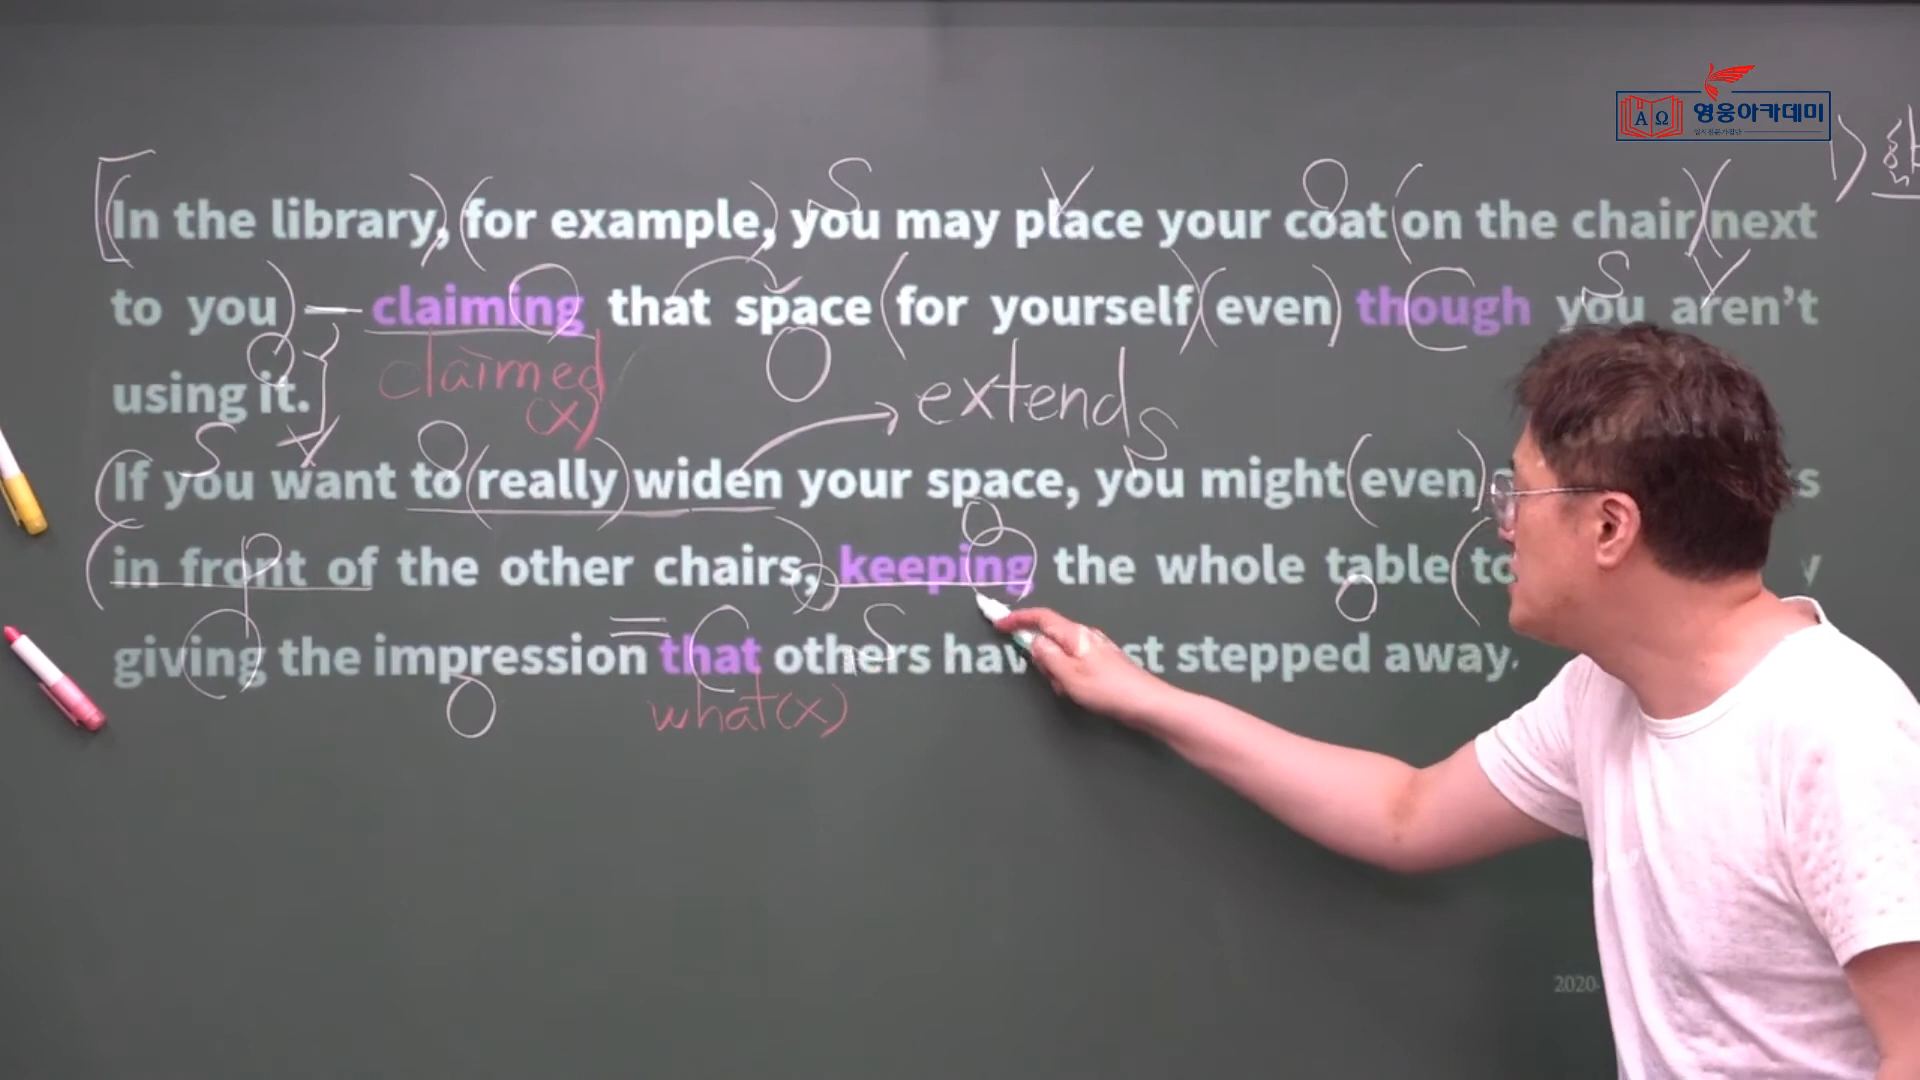 영웅아카데미
1)
S V O
In the library, for example, you may place your coat on the chair next
S V
to you — claiming that space for yourself even though you aren't
O claimed (x) O extend
using it.
S V O S
If you want to really widen your space, you might even s
in front of the other chairs, keeping the whole table to y
O
giving the impression = that others hav st stepped away.
O what(x)
2020-